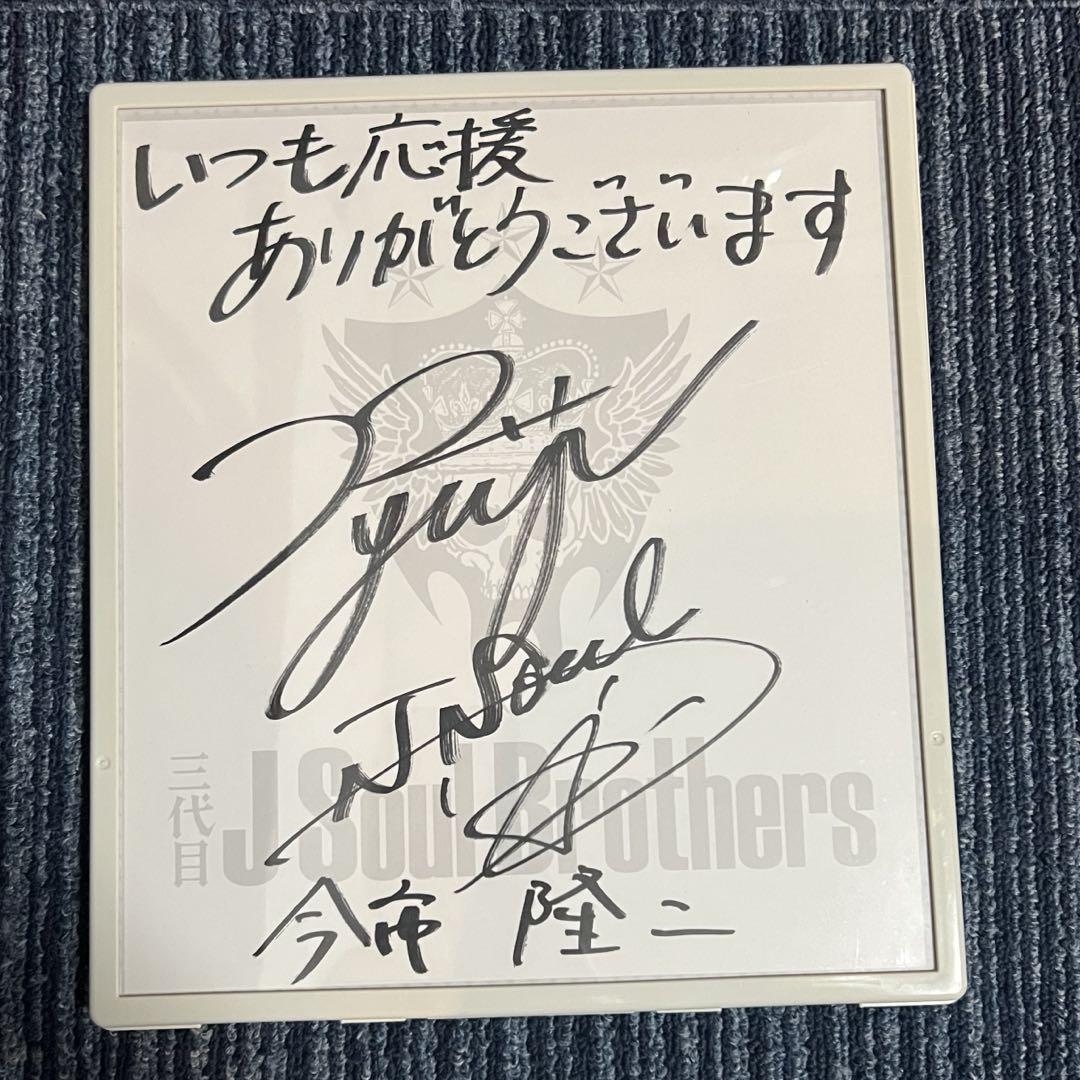 いつも応援
ありがとうございます
Ryuji
J Soul
三代目
J Soul Brothers
今市 隆二